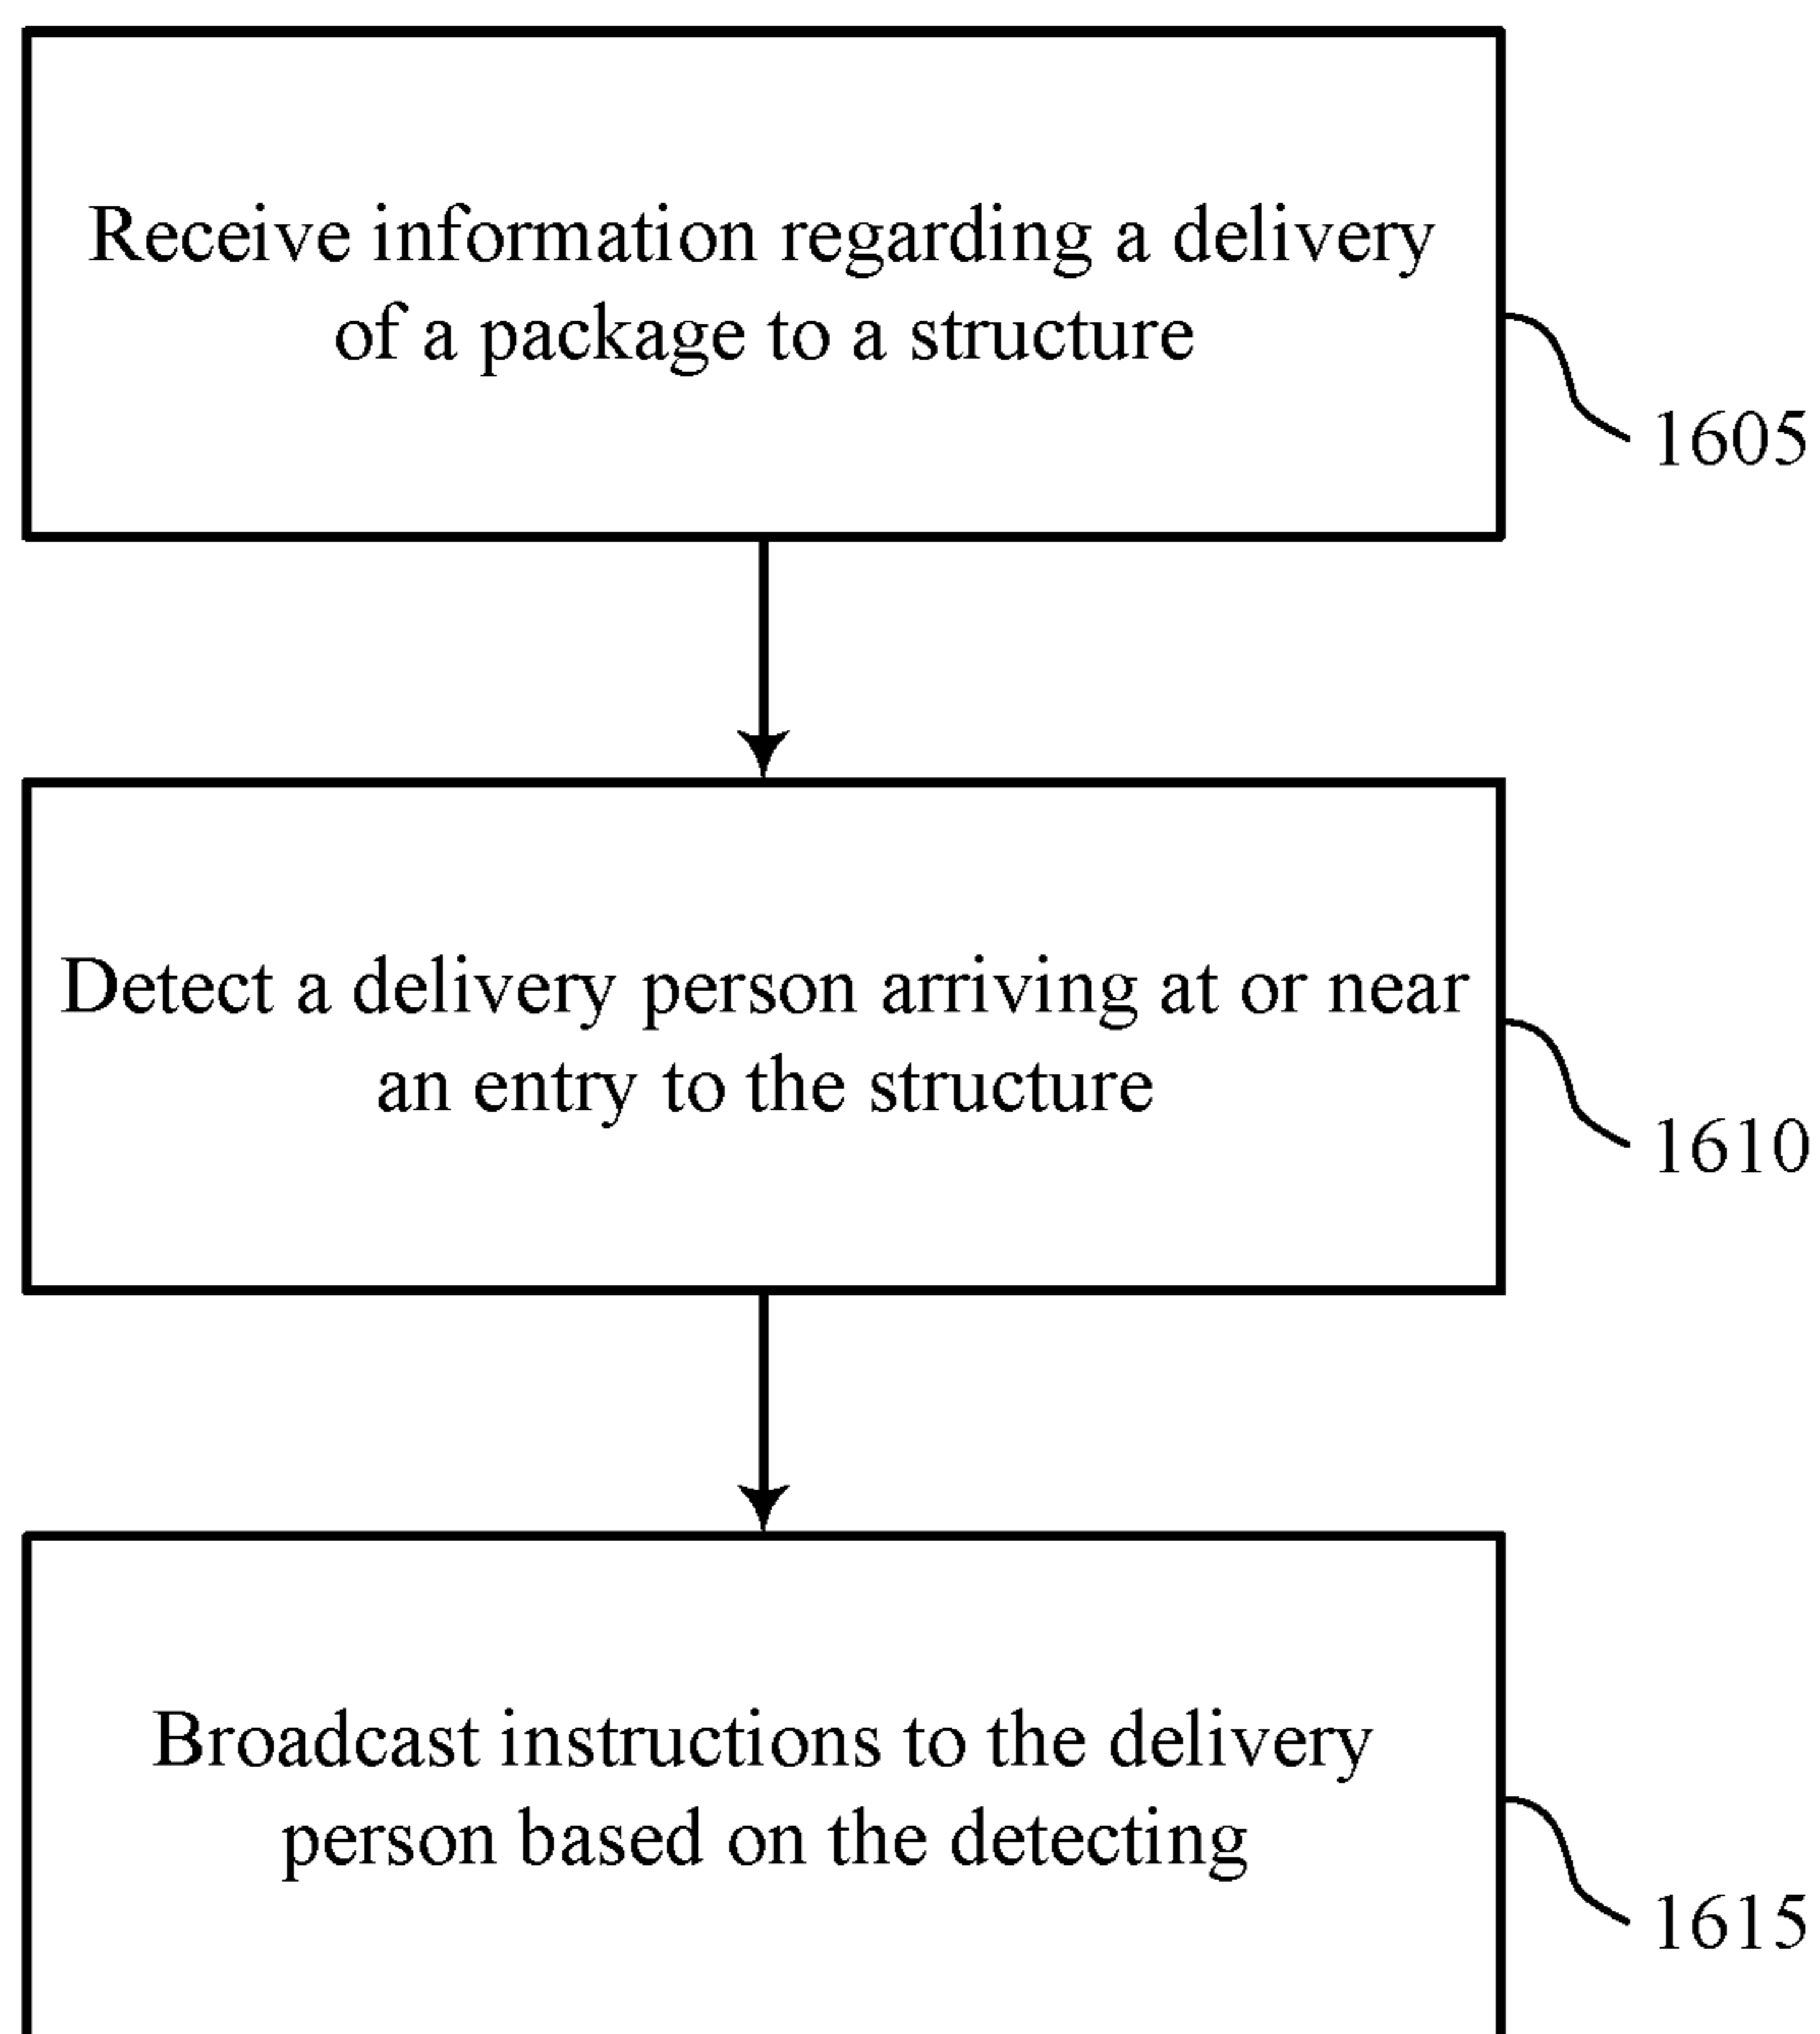 Receive information regarding a delivery
of a package to a structure
1605
Detect a delivery person arriving at or near
an entry to the structure
1610
Broadcast instructions to the delivery
person based on the detecting
1615